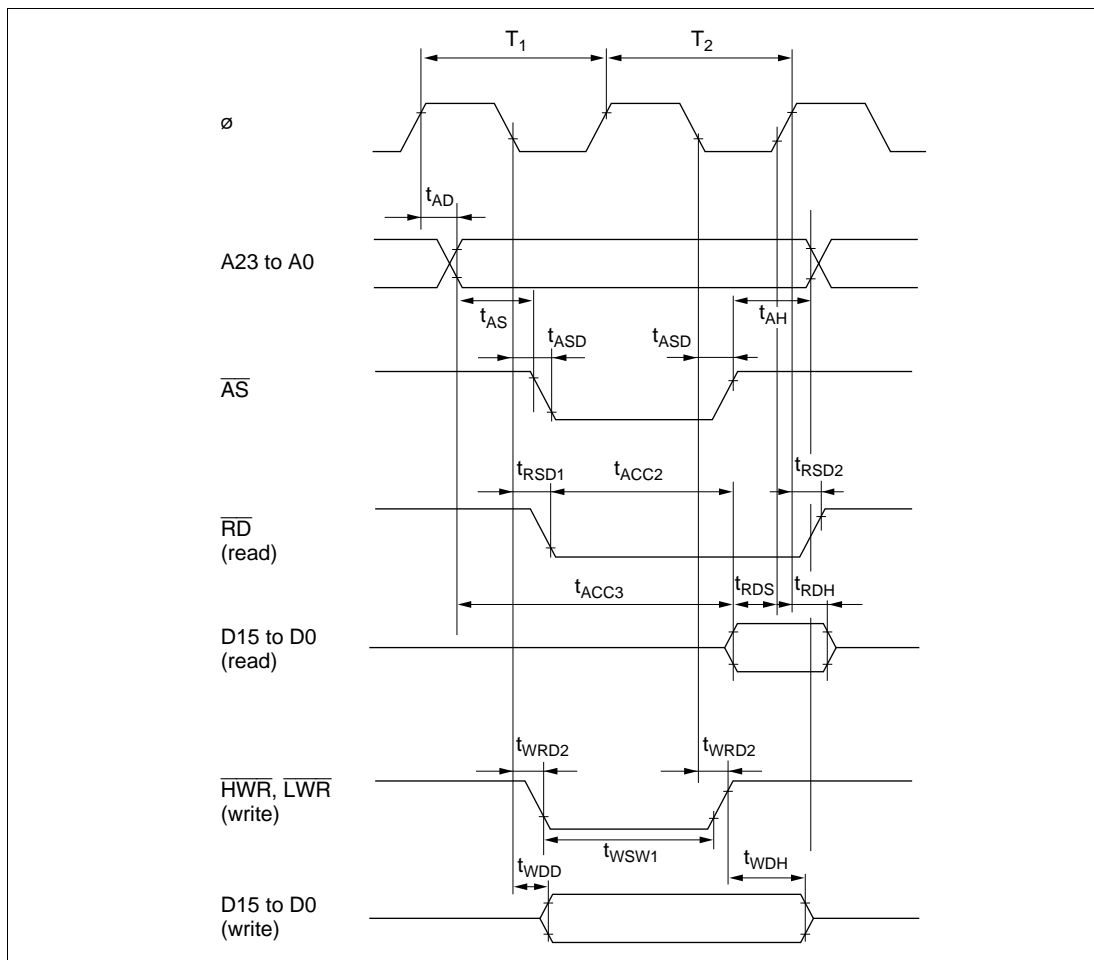 T1 T2
ø
tAD
A23 to A0
tAS tAH
tASD tASD
AS
tRSD1 tACC2 tRSD2
RD
(read)
tACC3 tRDS tRDH
D15 to D0
(read)
tWRD2 tWRD2
HWR, LWR
(write)
tWSW1
tWDD tWDH
D15 to D0
(write)